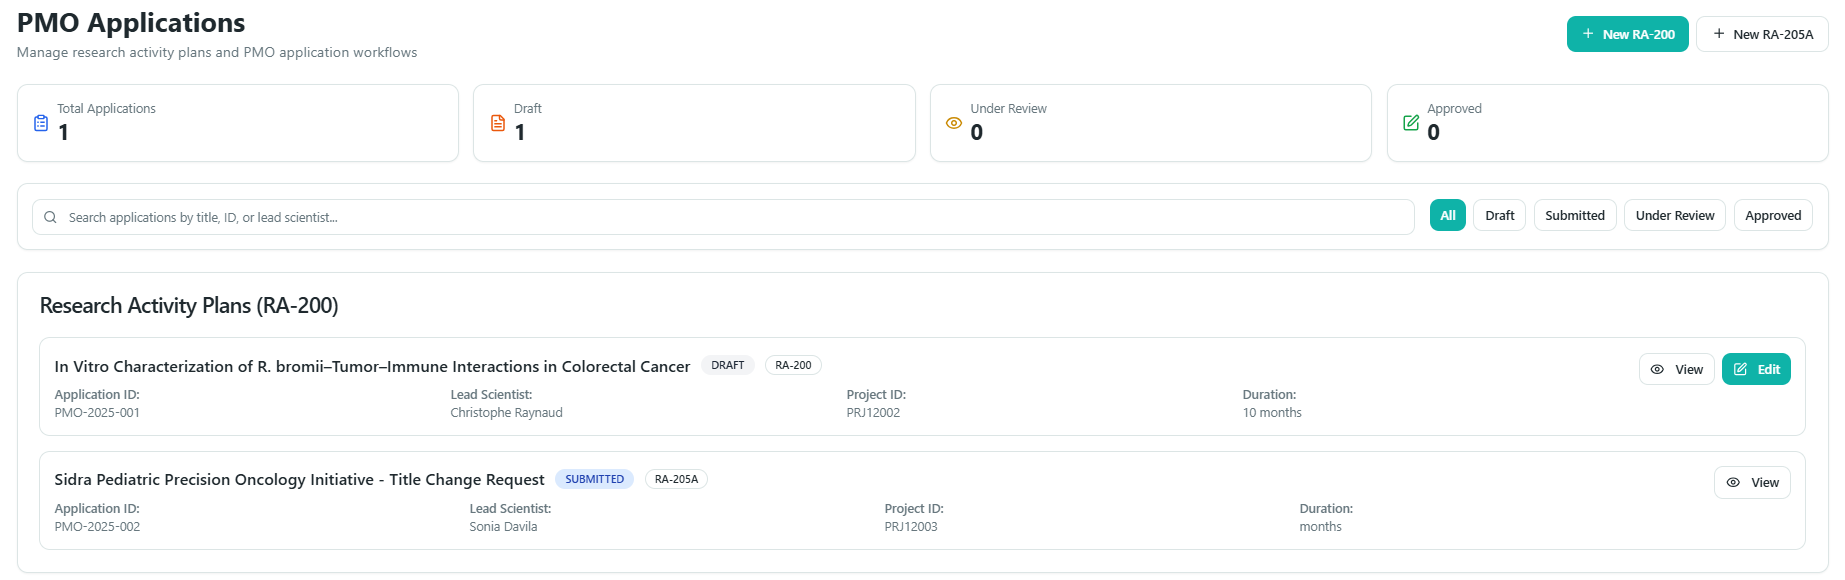 PMO Applications
Manage research activity plans and PMO application workflows
New RA-200
New RA-205A
Total Applications
1
Draft
1
Under Review
0
Approved
0
Search applications by title, ID, or lead scientist...
All
Draft
Submitted
Under Review
Approved
Research Activity Plans (RA-200)
In Vitro Characterization of R. bromii–Tumor–Immune Interactions in Colorectal Cancer
DRAFT
RA-200
View
Edit
Application ID:
PMO-2025-001
Lead Scientist:
Christophe Raynaud
Project ID:
PRJ12002
Duration:
10 months
Sidra Pediatric Precision Oncology Initiative - Title Change Request
SUBMITTED
RA-205A
View
Application ID:
PMO-2025-002
Lead Scientist:
Sonia Davila
Project ID:
PRJ12003
Duration:
months